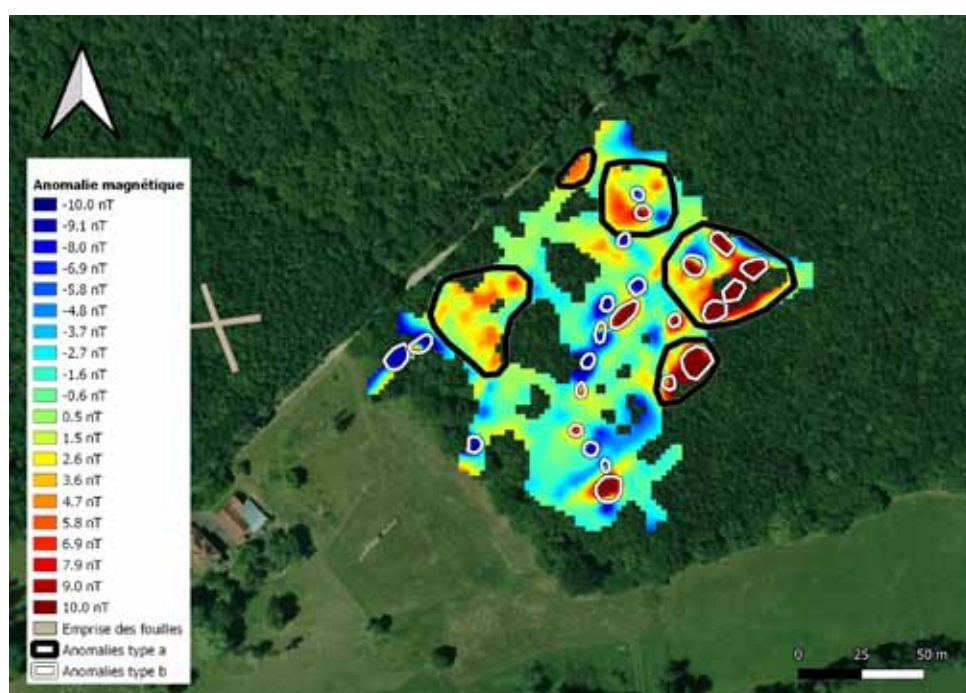 Anomalie magnétique
-10.0 nT
-9.1 nT
-8.0 nT
-6.9 nT
-5.8 nT
-4.8 nT
-3.7 nT
-2.7 nT
-1.6 nT
-0.6 nT
0.5 nT
1.5 nT
2.6 nT
3.6 nT
4.7 nT
5.8 nT
6.9 nT
7.9 nT
9.0 nT
10.0 nT
Emprise des fouilles
Anomalies type a
Anomalies type b
0 25 50 m